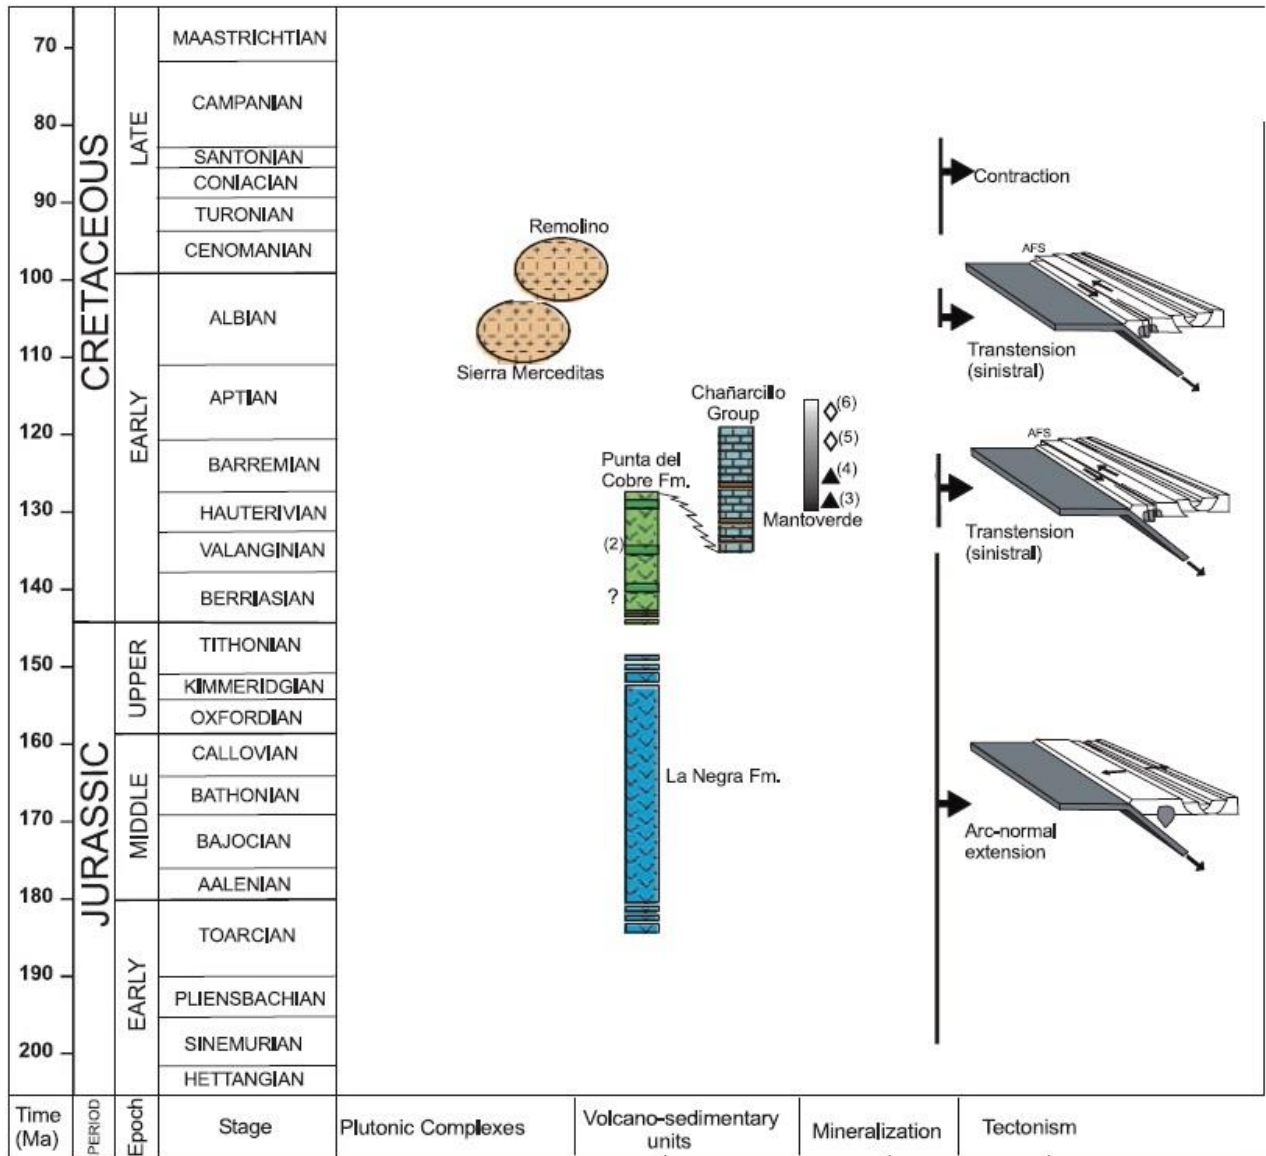 70
80
90
100
110
120
130
140
150
160
170
180
190
200
CRETACEOUS
JURASSIC
LATE
EARLY
UPPER
MIDDLE
EARLY
MAASTRICHTIAN
CAMPANIAN
SANTONIAN
CONIACIAN
TURONIAN
CENOMANIAN
ALBIAN
APTIAN
BARREMIAN
HAUTERIVIAN
VALANGINIAN
BERRIASIAN
TITHONIAN
KIMMERIDGIAN
OXFORDIAN
CALLOVIAN
BATHONIAN
BAJOCIAN
AALENIAN
TOARCIAN
PLIENSBACHIAN
SINEMURIAN
HETTANGIAN
Remolino
Sierra Merceditas
Chañarcillo
Group
Punta del
Cobre Fm.
(2)
?
La Negra Fm.
(6)
(5)
(4)
(3)
Mantoverde
Contraction
AFS
Transtension
(sinistral)
AFS
Transtension
(sinistral)
Arc-normal
extension
Time
(Ma)
PERIOD
Epoch
Stage
Plutonic Complexes
Volcano-sedimentary
units
Mineralization
Tectonism